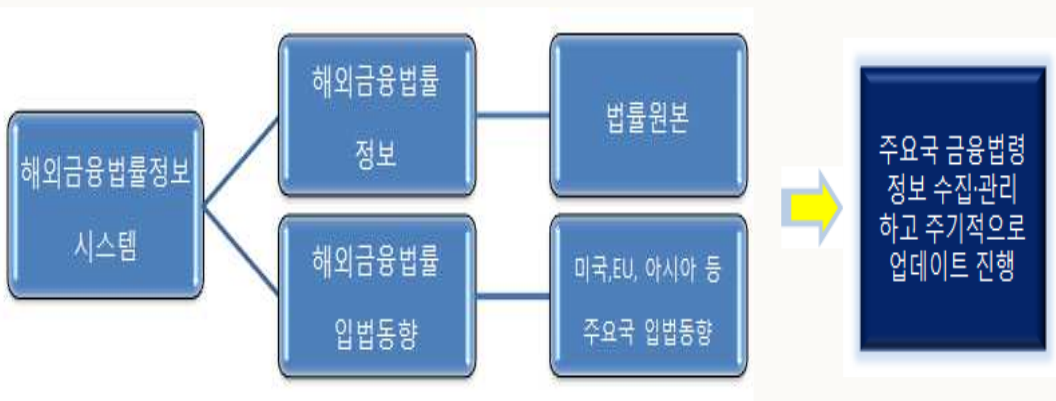 해외금융법률정보
시스템
해외금융법률
정보
법률원본
해외금융법률
입법동향
미국,EU, 아시아 등
주요국 입법동향
주요국 금융법령
정보 수집·관리
하고 주기적으로
업데이트 진행